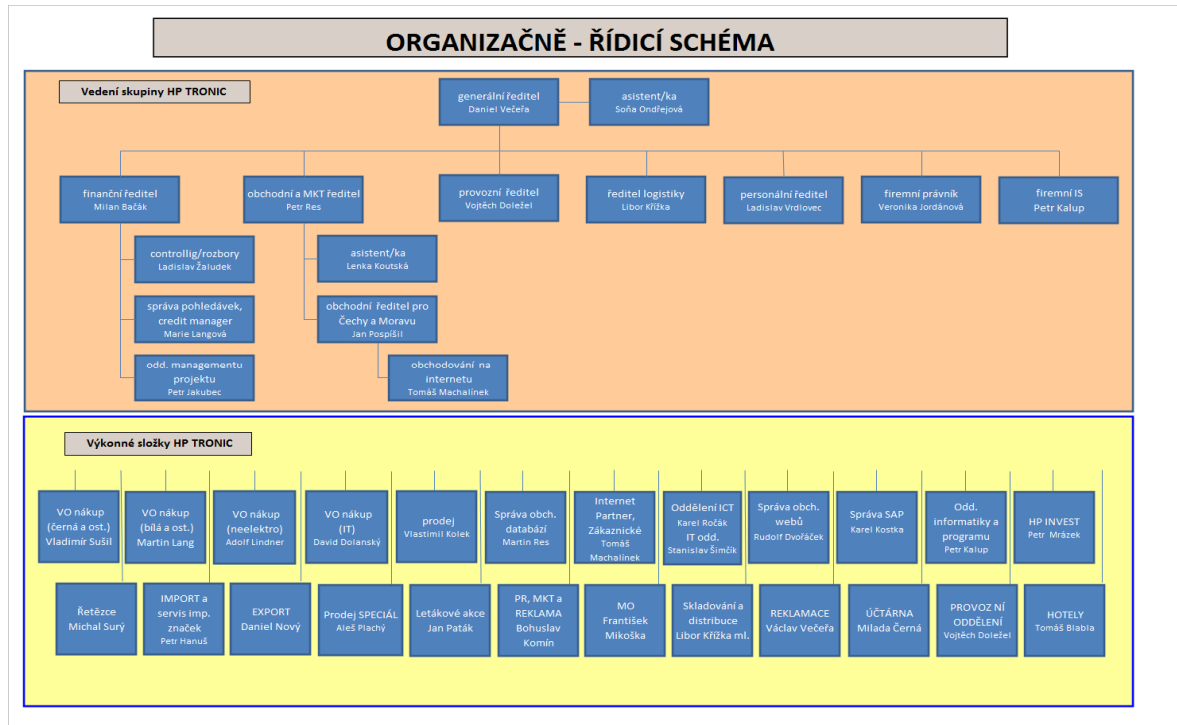 ORGANIZAČNĚ - ŘÍDICÍ SCHÉMA
Vedení skupiny HP TRONIC
generální ředitel
Daniel Večeřa
asistent/ka
Soňa Ondřejová
finanční ředitel
Milan Bačák
obchodní a MKT ředitel
Petr Res
provozní ředitel
Vojtěch Doležel
ředitel logistiky
Libor Křížka
personální ředitel
Ladislav Vrdlovec
firemní právník
Veronika Jordánová
firemní IS
Petr Kalup
controllig/rozbory
Ladislav Žaludek
asistent/ka
Lenka Koutská
správa pohledávek,
credit manager
Marie Langová
obchodní ředitel pro
Čechy a Moravu
Jan Pospíšil
odd. managementu
projektu
Petr Jakubec
obchodování na
internetu
Tomáš Machalínek
Výkonné složky HP TRONIC
VO nákup
(černá a ost.)
Vladimír Sušil
VO nákup
(bílá a ost.)
Martin Lang
VO nákup
(neelektro)
Adolf Lindner
VO nákup
(IT)
David Dolanský
prodej
Vlastimil Kolek
Správa obch.
databází
Martin Res
Internet
Partner,
Zákaznické
Tomáš
Machalínek
Oddělení ICT
Karel Ročák
IT odd.
Stanislav Šimčík
Správa obch.
webů
Rudolf Dvořáček
Správa SAP
Karel Kostka
Odd.
informatiky a
programu
Petr Kalup
HP INVEST
Petr Mrázek
Řetězce
Michal Surý
IMPORT a
servis imp.
značek
Petr Hanuš
EXPORT
Daniel Nový
Prodej SPECIÁL
Aleš Plachý
Letákové akce
Jan Paták
PR, MKT a
REKLAMA
Bohuslav
Komín
MO
František
Mikoška
Skladování a
distribuce
Libor Křížka ml.
REKLAMACE
Václav Večeřa
ÚČTÁRNA
Milada Černá
PROVOZ NÍ
ODDĚLENÍ
Vojtěch Doležel
HOTELY
Tomáš Blabla